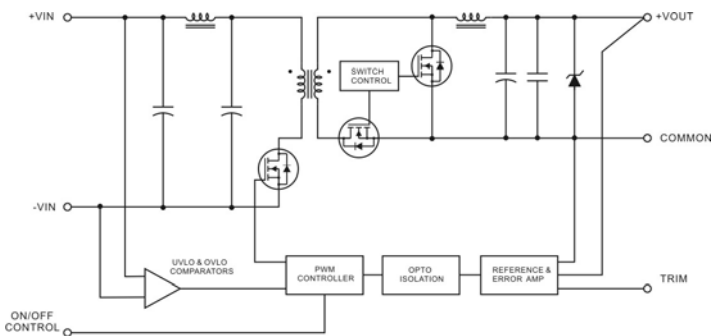 +VIN
+VOUT
SWITCH
CONTROL
COMMON
-VIN
UVLO & OVLO
COMPARATORS
PWM
CONTROLLER
OPTO
ISOLATION
REFERENCE &
ERROR AMP
TRIM
ON/OFF
CONTROL